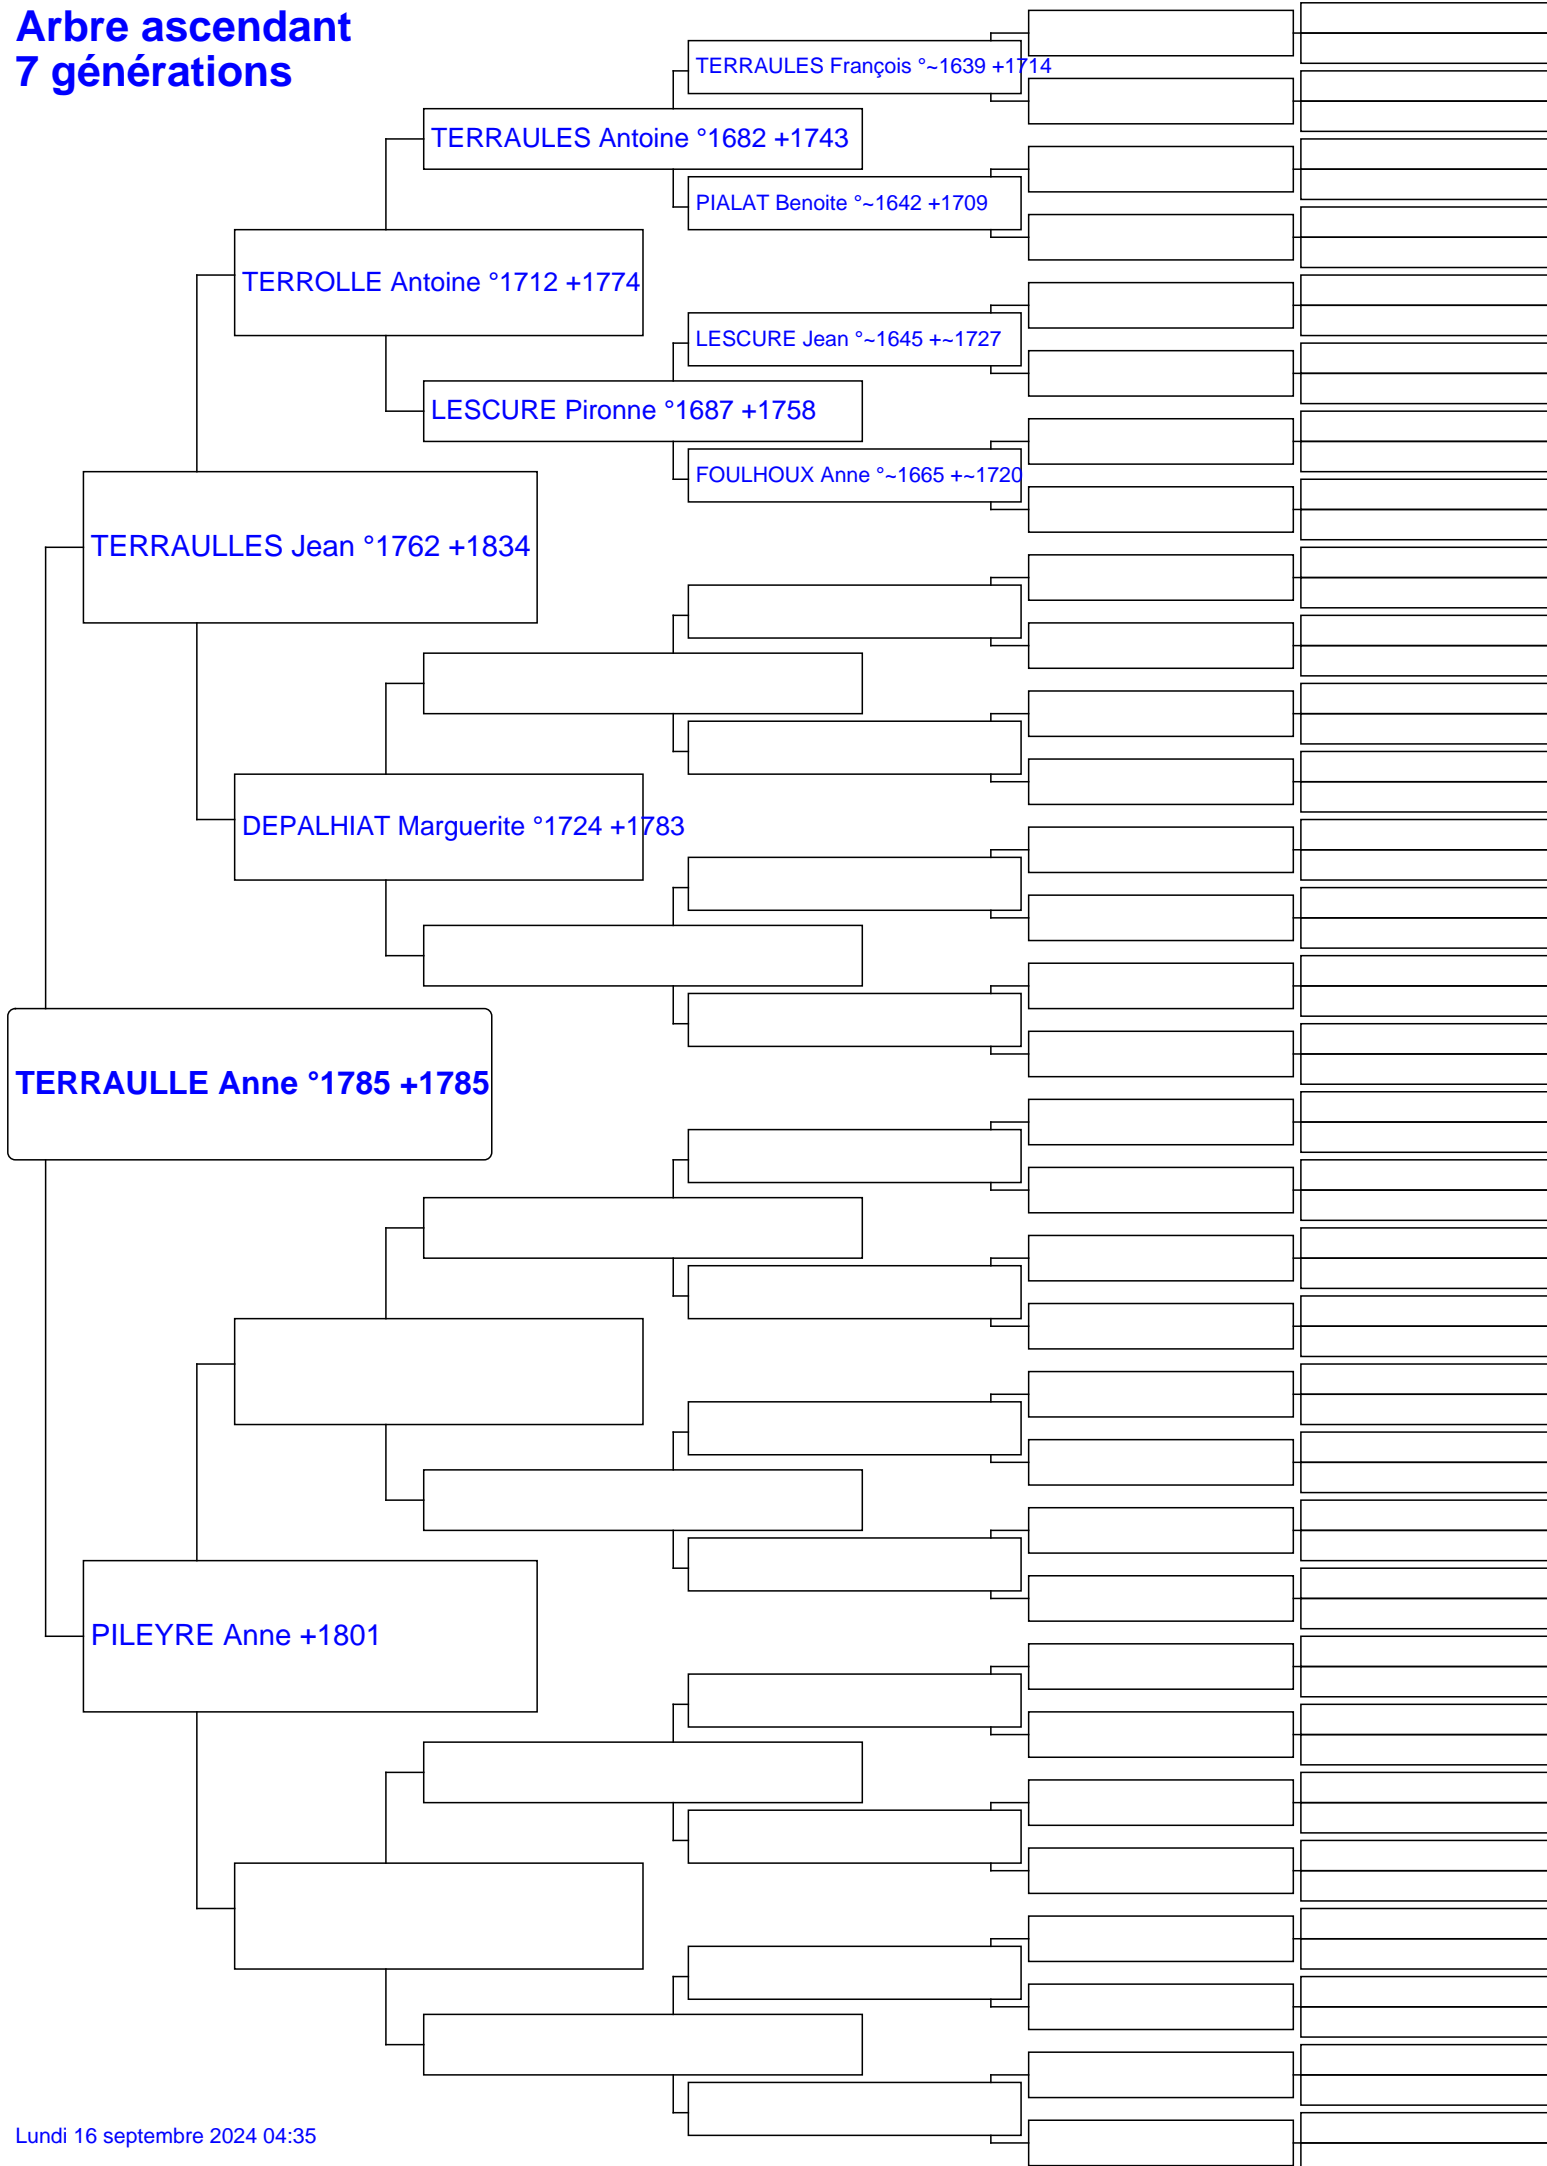 Arbre ascendant
7 générations
TERRAULES François °~1639 +1714
TERRAULES Antoine °1682 +1743
PIALAT Benoite °~1642 +1709
TERROLLE Antoine °1712 +1774
LESCURE Jean °~1645 +~1727
LESCURE Pironne °1687 +1758
FOULHOUX Anne °~1665 +~1720
TERRAULLES Jean °1762 +1834
DEPALHIAT Marguerite °1724 +1783
TERRAULLE Anne °1785 +1785
PILEYRE Anne +1801
Lundi 16 septembre 2024 04:35